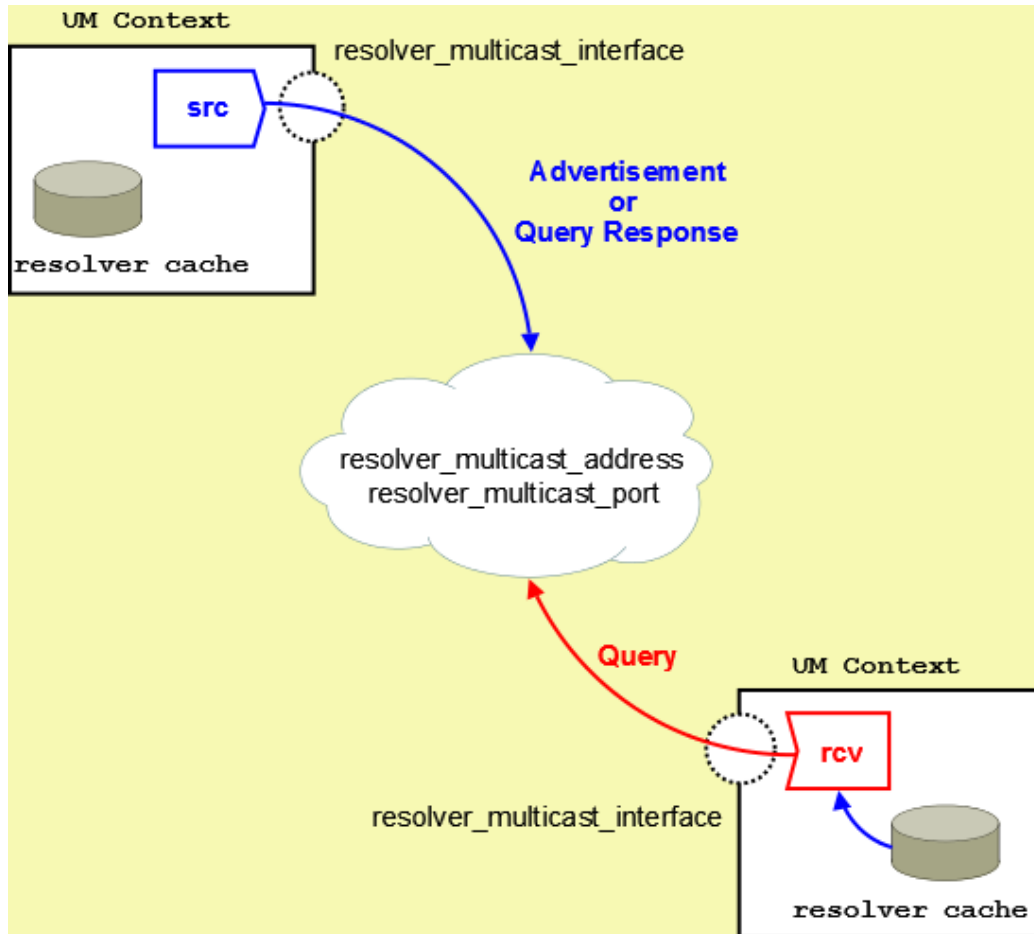 UM Context
resolver_multicast_interface
src
Advertisement
or
Query Response
resolver cache
resolver_multicast_address
resolver_multicast_port
Query
UM Context
rcv
resolver_multicast_interface
resolver cache